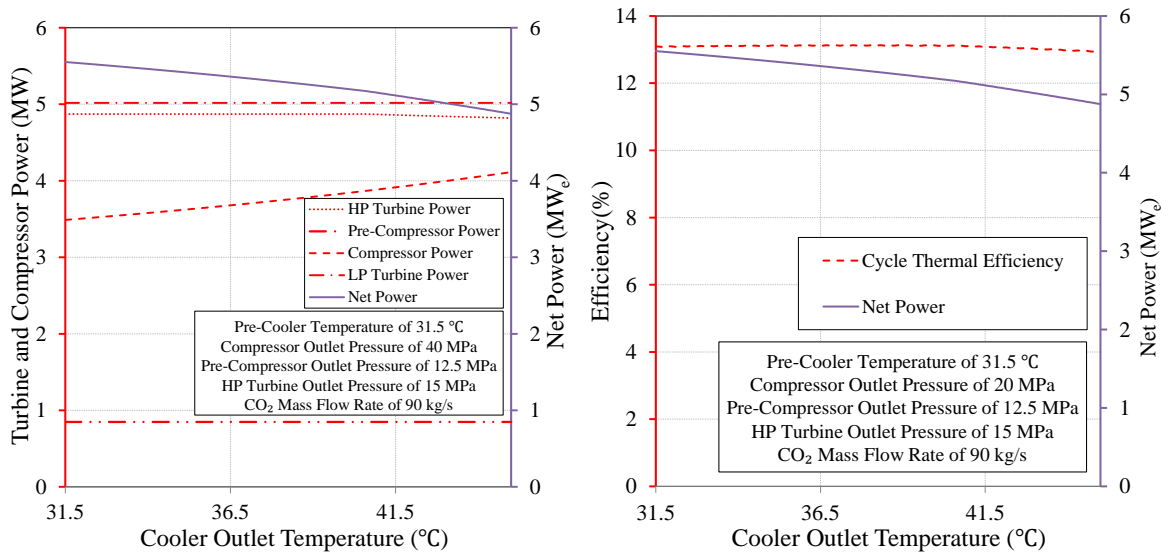 Turbine and Compressor Power (MW)
6
5
4
3
2
1
0
31.5
36.5
41.5
Cooler Outlet Temperature (℃)
6
5
4
3
2
1
0
Net Power (MWₑ)
HP Turbine Power
Pre-Compressor Power
Compressor Power
LP Turbine Power
Net Power
Pre-Cooler Temperature of 31.5 ℃
Compressor Outlet Pressure of 40 MPa
Pre-Compressor Outlet Pressure of 12.5 MPa
HP Turbine Outlet Pressure of 15 MPa
CO₂ Mass Flow Rate of 90 kg/s
Efficiency(%)
14
12
10
8
6
4
2
0
31.5
36.5
41.5
Cooler Outlet Temperature (℃)
6
5
4
3
2
1
0
Net Power (MWₑ)
Cycle Thermal Efficiency
Net Power
Pre-Cooler Temperature of 31.5 ℃
Compressor Outlet Pressure of 20 MPa
Pre-Compressor Outlet Pressure of 12.5 MPa
HP Turbine Outlet Pressure of 15 MPa
CO₂ Mass Flow Rate of 90 kg/s